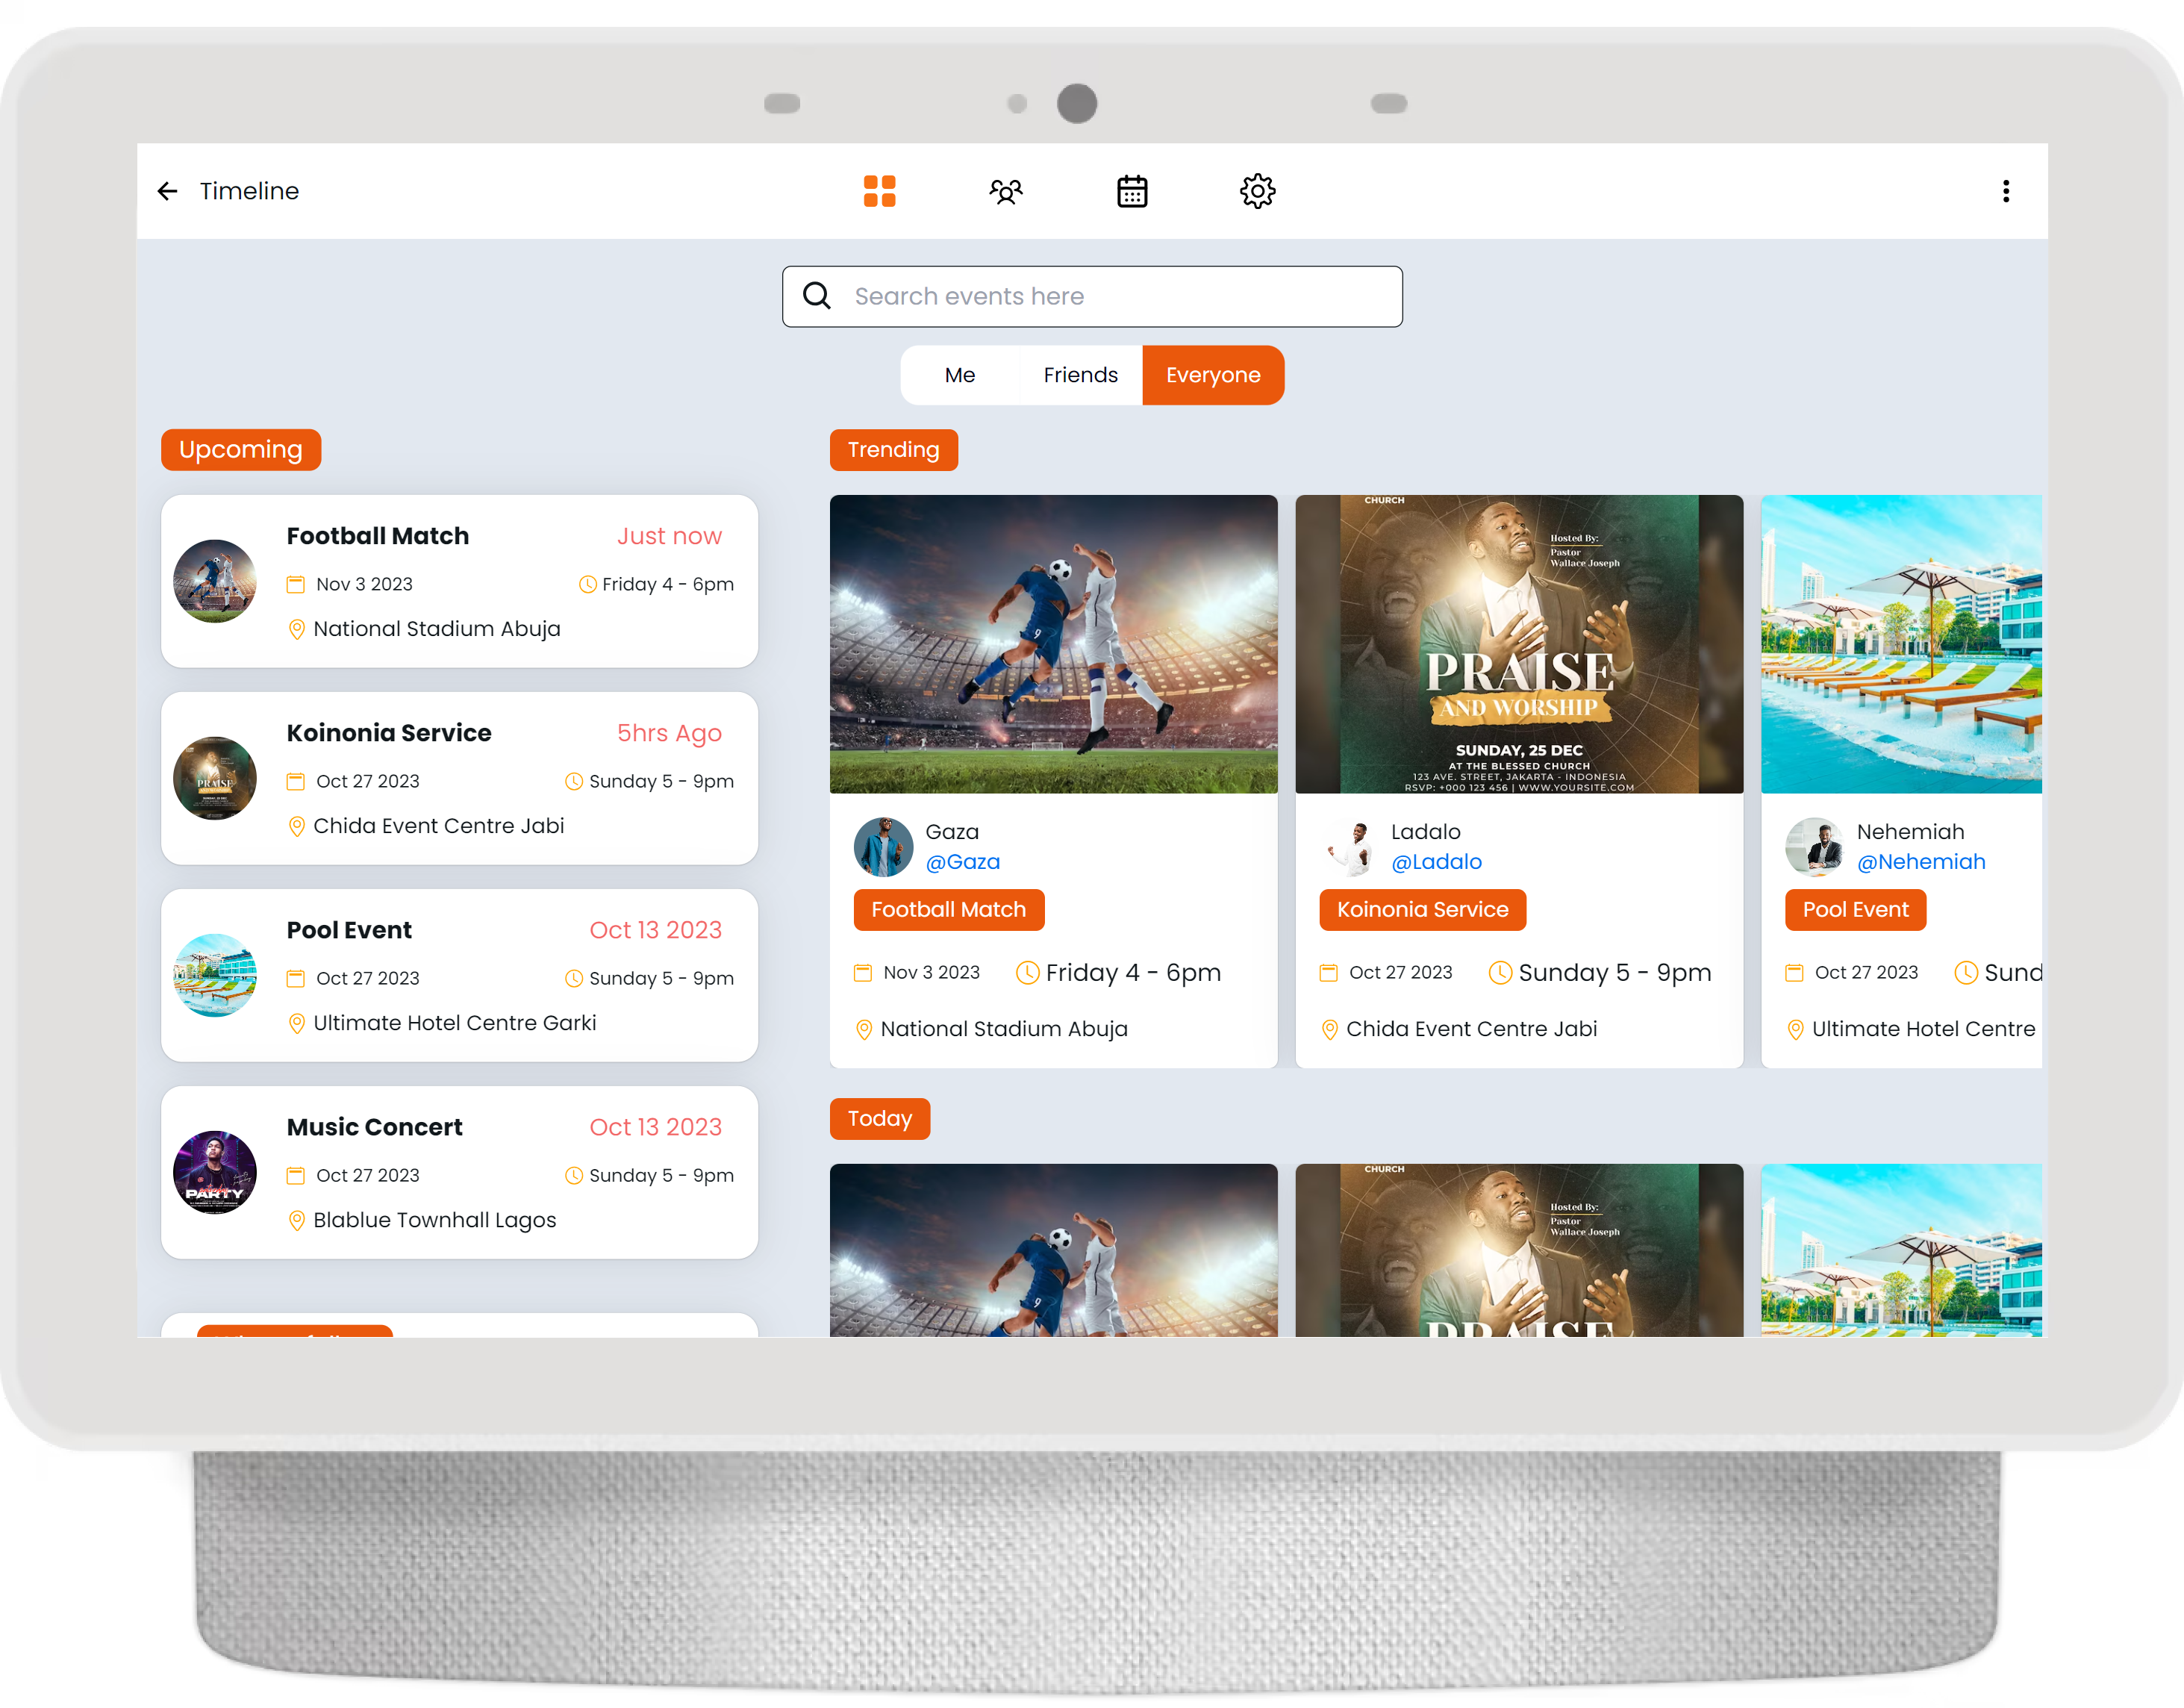 Timeline
Search events here
Me Friends Everyone
Upcoming
Football Match Just now
Nov 3 2023 Friday 4 - 6pm
National Stadium Abuja
Koinonia Service 5hrs Ago
Oct 27 2023 Sunday 5 - 9pm
Chida Event Centre Jabi
Pool Event Oct 13 2023
Oct 27 2023 Sunday 5 - 9pm
Ultimate Hotel Centre Garki
PARTY
Music Concert Oct 13 2023
Oct 27 2023 Sunday 5 - 9pm
Blablue Townhall Lagos
Trending
9
CHURCH
Hosted By:
Pastor
Wallace Joseph
PRAISE
AND WORSHIP
SUNDAY, 25 DEC
AT THE BLESSED CHURCH
123 AVE. STREET, JAKARTA - INDONESIA
RSVP: +000 123 456 | WWW.YOURSITE.COM
Gaza
@Gaza
Football Match
Nov 3 2023 Friday 4 - 6pm
National Stadium Abuja
Ladalo
@Ladalo
Koinonia Service
Oct 27 2023 Sunday 5 - 9pm
Chida Event Centre Jabi
Nehemiah
@Nehemiah
Pool Event
Oct 27 2023 Sund
Ultimate Hotel Centre
Today
9
CHURCH
Hosted By:
Pastor
Wallace Joseph
PRAISE